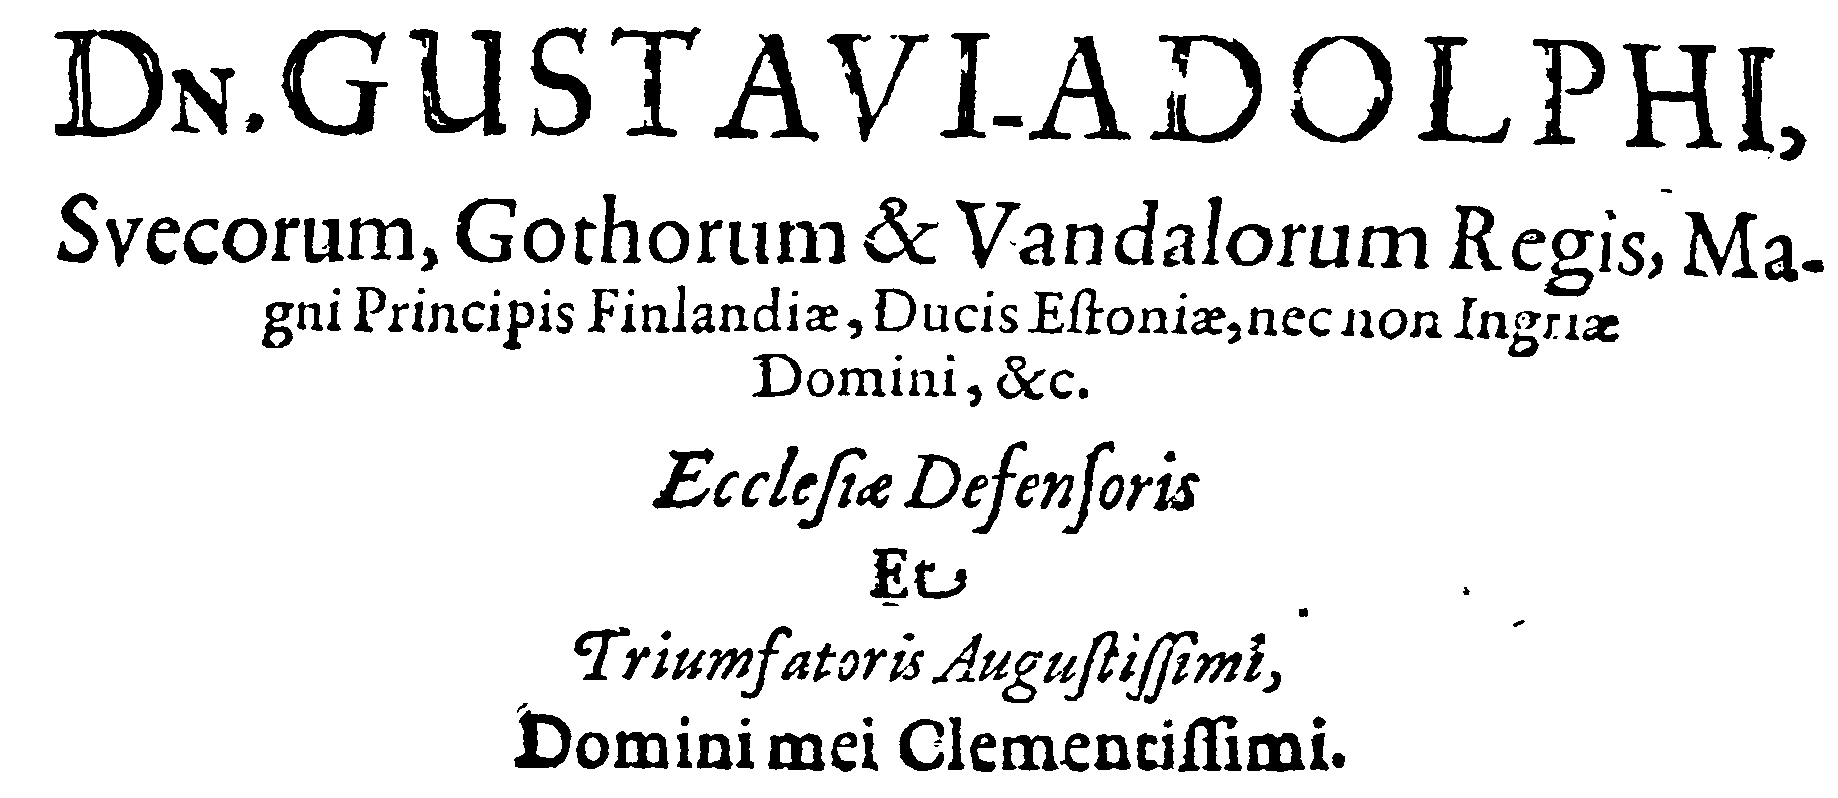 DN. GUSTAVI-ADOLPHI,
Svecorum, Gothorum & Vandalorum Regis, Ma-
gni Principis Finlandiæ, Ducis Eſtoniæ, nec non Ingriæ
Domini, &c.
Eccleſiæ Defenſoris
Et
Triumfatoris Auguſtiſſimi,
Domini mei Clementiſſimi.